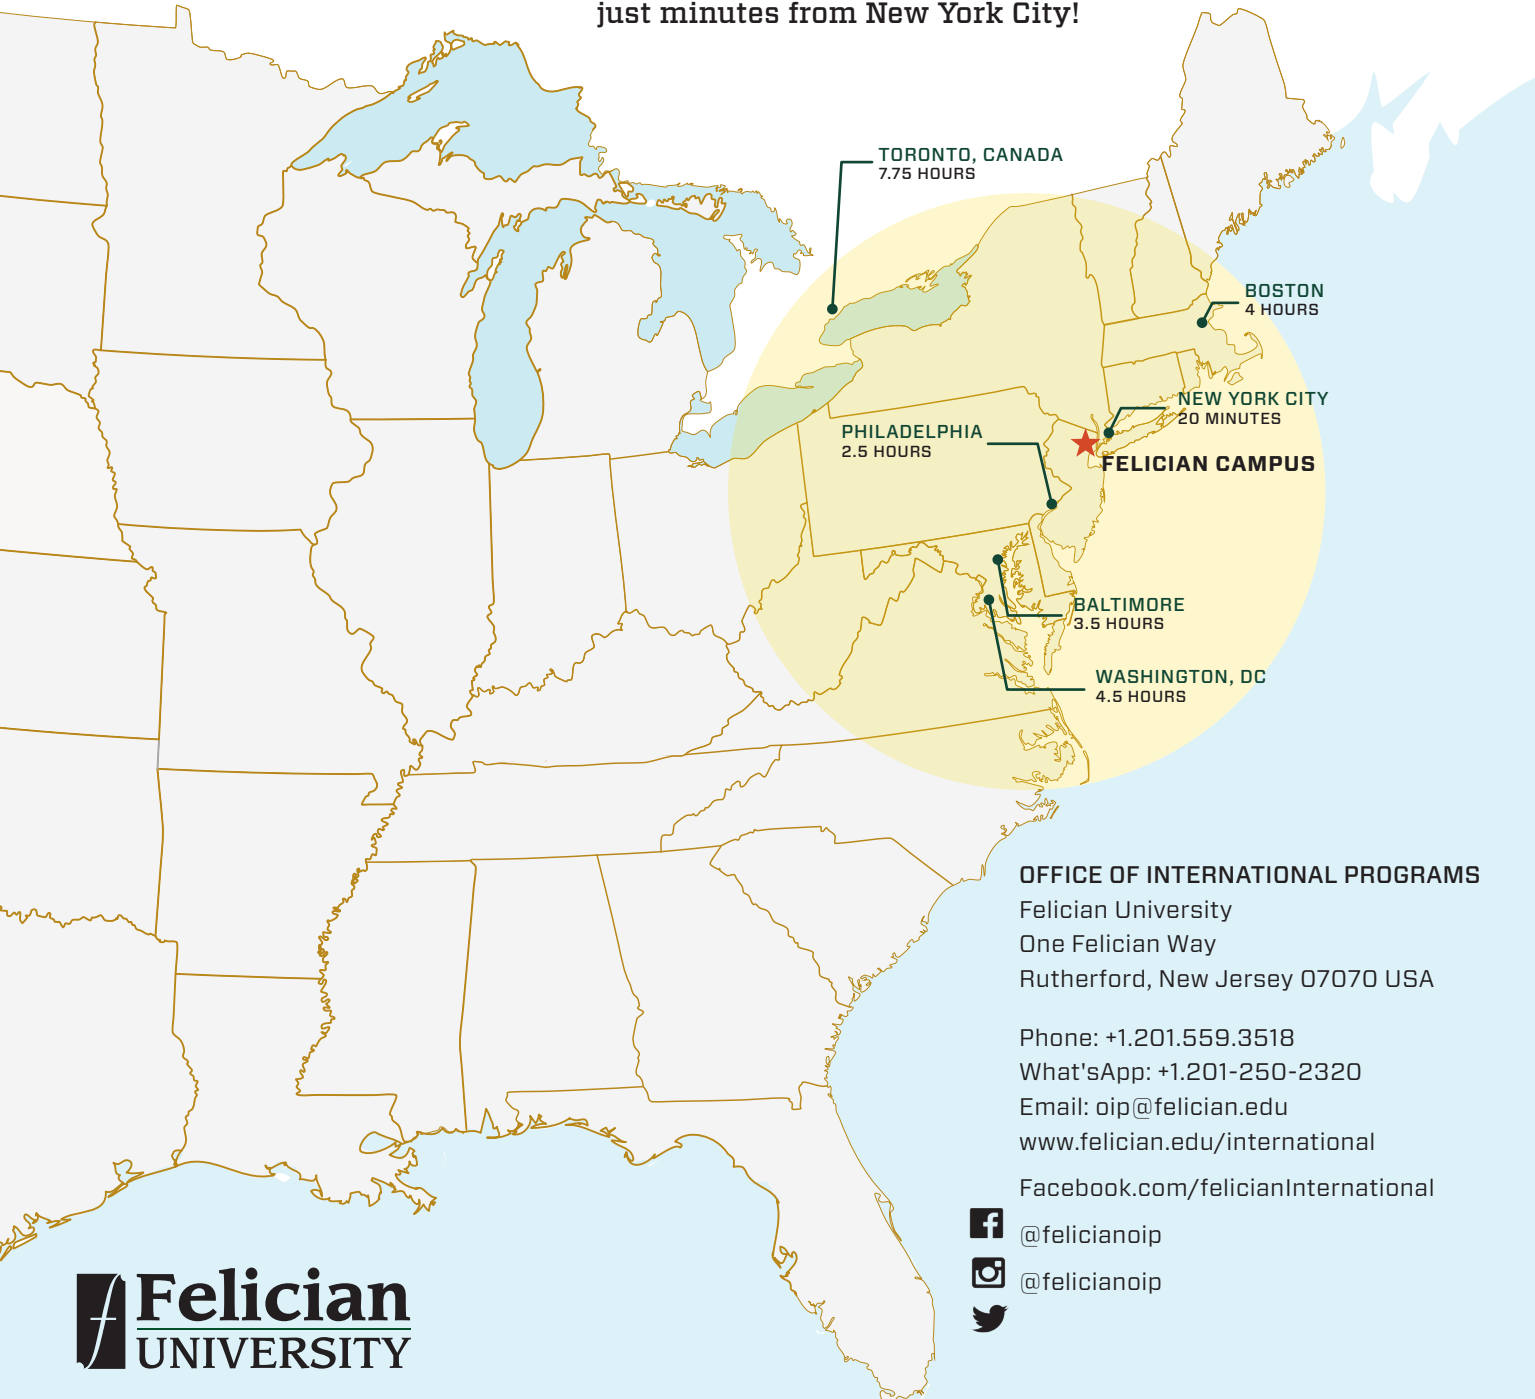 just minutes from New York City!
TORONTO, CANADA
7.75 HOURS
BOSTON
4 HOURS
NEW YORK CITY
20 MINUTES
PHILADELPHIA
2.5 HOURS
FELICIAN CAMPUS
BALTIMORE
3.5 HOURS
WASHINGTON, DC
4.5 HOURS
OFFICE OF INTERNATIONAL PROGRAMS
Felician University
One Felician Way
Rutherford, New Jersey 07070 USA
Phone: +1.201.559.3518
What'sApp: +1.201-250-2320
Email: oip@felician.edu
www.felician.edu/international
Facebook.com/felicianInternational
@felicianoip
@felicianoip
Felician
UNIVERSITY